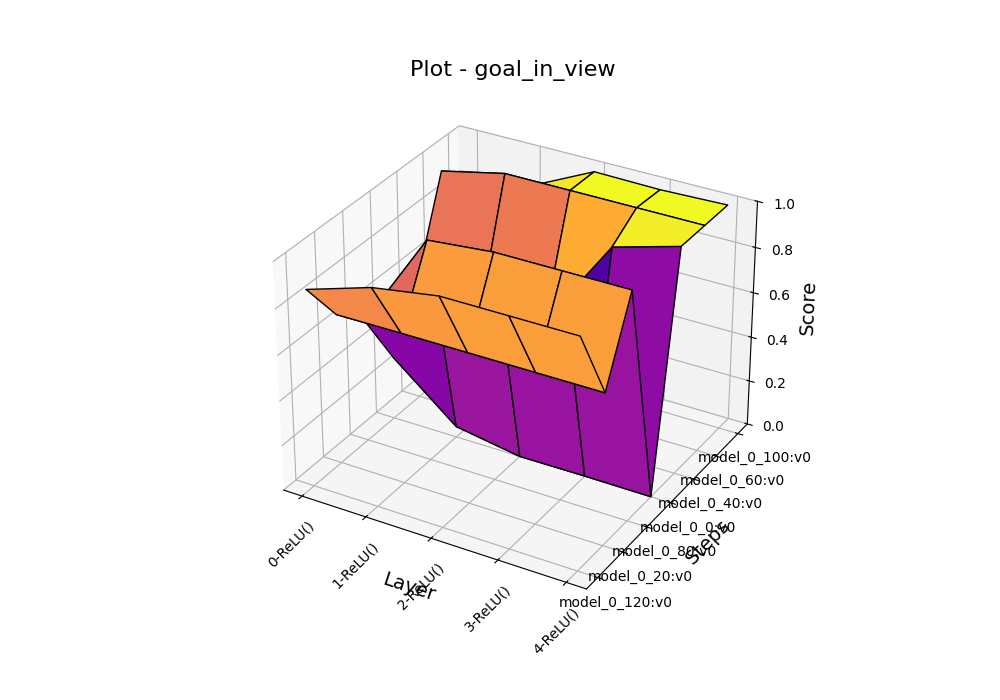 Plot - goal_in_view
1.0
0.8
0.6
0.4
0.2
0.0
Score
model_0_100:v0
model_0_60:v0
model_0_40:v0
model_0_0:v0
model_0_80:v0
model_0_20:v0
model_0_120:v0
Steps
0-ReLU()
1-ReLU()
2-ReLU()
3-ReLU()
4-ReLU()
Layer